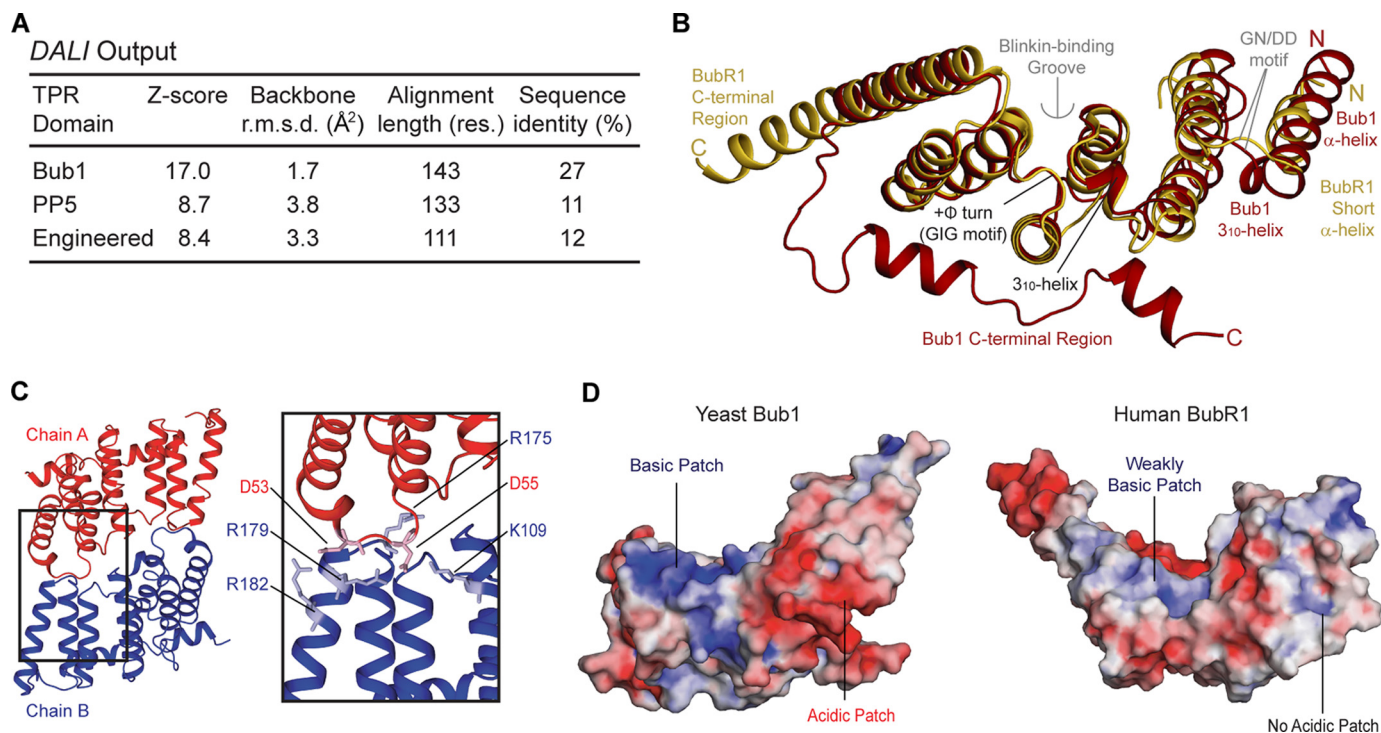 A
DALI Output
TPR Domain Z-score Backbone r.m.s.d. (Å²) Alignment length (res.) Sequence identity (%)
Bub1 17.0 1.7 143 27
PP5 8.7 3.8 133 11
Engineered 8.4 3.3 111 12
B
BubR1
C-terminal
Region
C
Blinkin-binding
Groove
GN/DD
motif
N
N
Bub1
α-helix
BubR1
Short
α-helix
Bub1
3₁₀-helix
+Φ turn
(GIG motif)
3₁₀-helix
Bub1 C-terminal Region
C
C
Chain A
Chain B
D53
R179
R182
R175
D55
K109
D
Yeast Bub1
Basic Patch
Acidic Patch
Human BubR1
Weakly
Basic Patch
No Acidic Patch